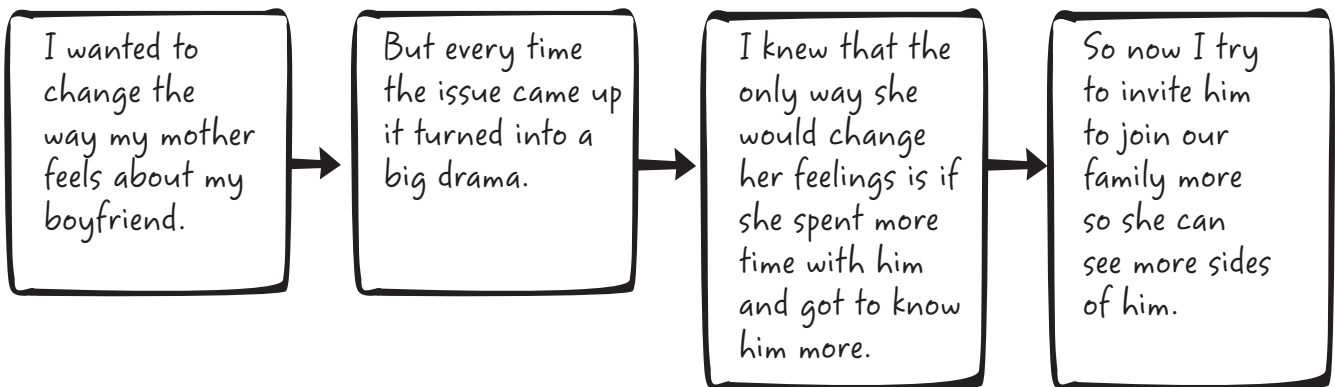 I wanted to
change the
way my mother
feels about my
boyfriend.
But every time
the issue came up
it turned into a
big drama.
I knew that the
only way she
would change
her feelings is if
she spent more
time with him
and got to know
him more.
So now I try
to invite him
to join our
family more
so she can
see more sides
of him.